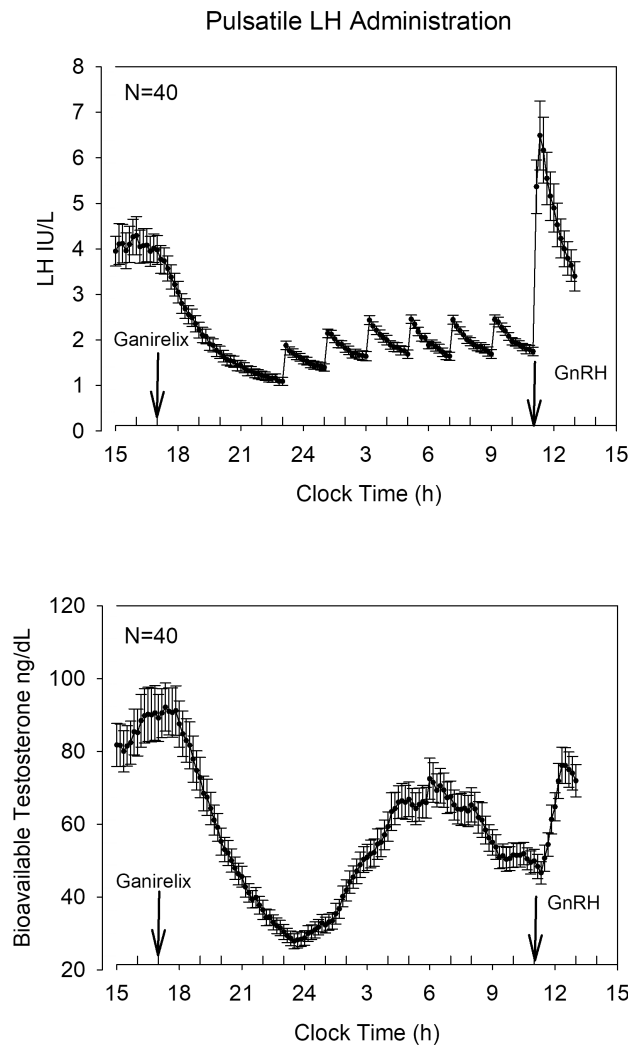 Pulsatile LH Administration
8
N=40
7
6
5
4
3
2
1
0
LH IU/L
Ganirelix
GnRH
15 18 21 24 3 6 9 12 15
Clock Time (h)
120
N=40
100
80
60
40
20
Bioavailable Testosterone ng/dL
Ganirelix
GnRH
15 18 21 24 3 6 9 12 15
Clock Time (h)